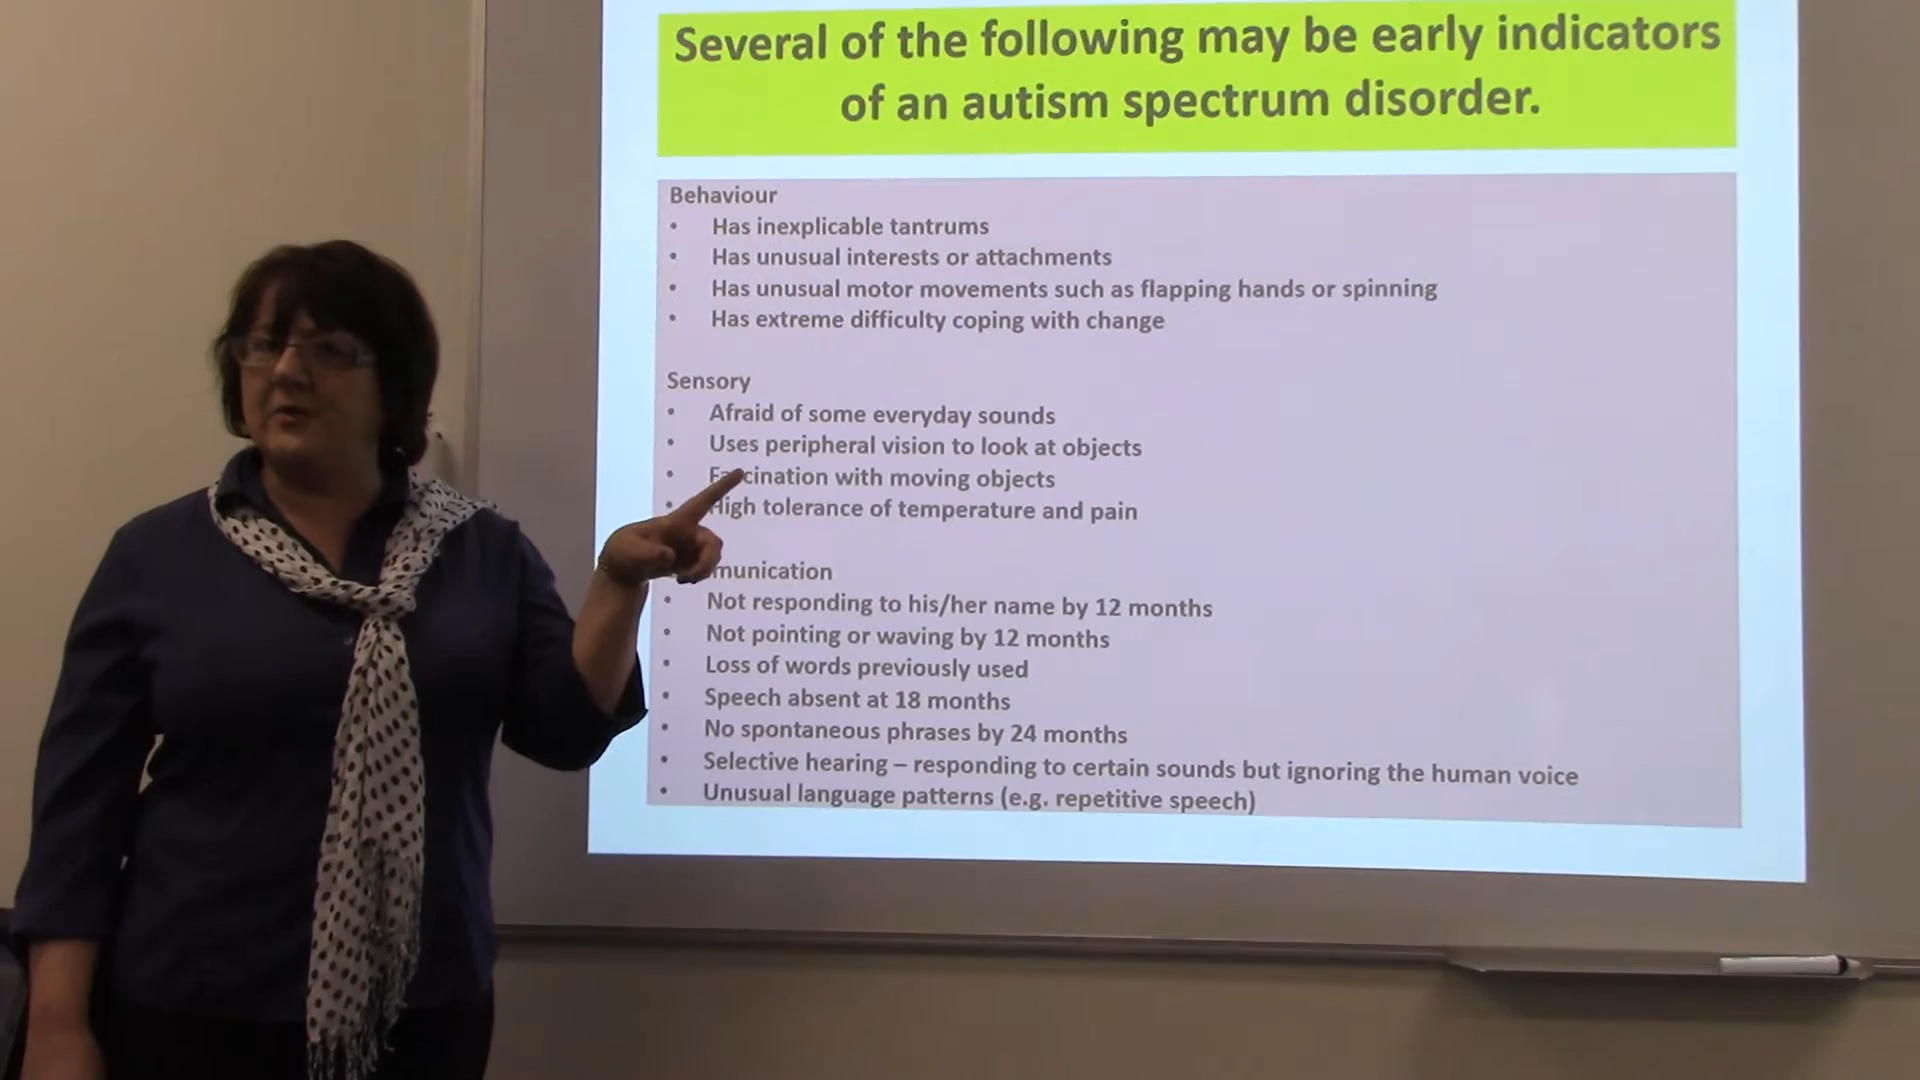 Several of the following may be early indicators
of an autism spectrum disorder.
Behaviour
• Has inexplicable tantrums
• Has unusual interests or attachments
• Has unusual motor movements such as flapping hands or spinning
• Has extreme difficulty coping with change
Sensory
• Afraid of some everyday sounds
• Uses peripheral vision to look at objects
• Fascination with moving objects
• High tolerance of temperature and pain
munication
• Not responding to his/her name by 12 months
• Not pointing or waving by 12 months
• Loss of words previously used
• Speech absent at 18 months
• No spontaneous phrases by 24 months
• Selective hearing – responding to certain sounds but ignoring the human voice
• Unusual language patterns (e.g. repetitive speech)